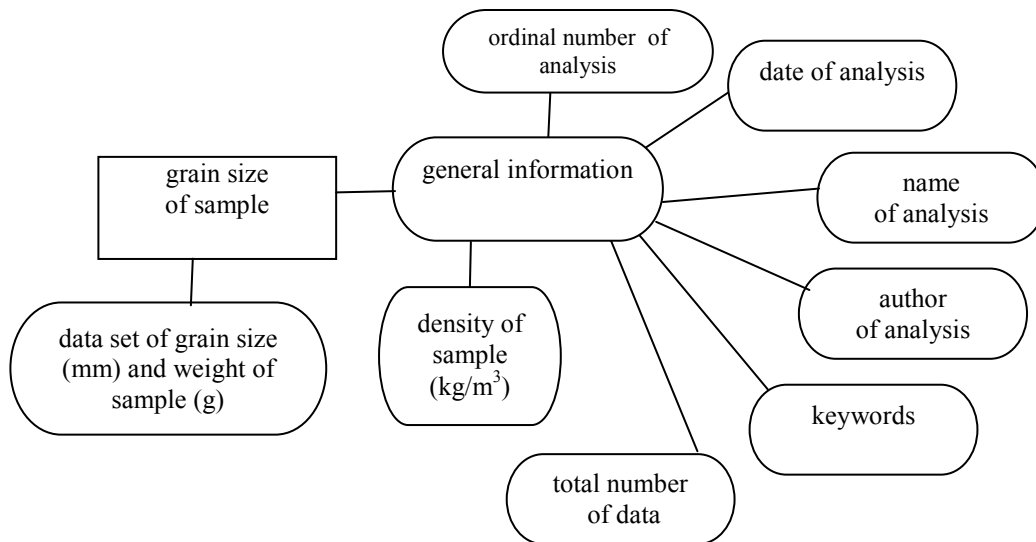 ordinal number of
analysis
date of analysis
general information
grain size
of sample
name
of analysis
author
of analysis
density of
sample
(kg/m³)
data set of grain size
(mm) and weight of
sample (g)
keywords
total number
of data